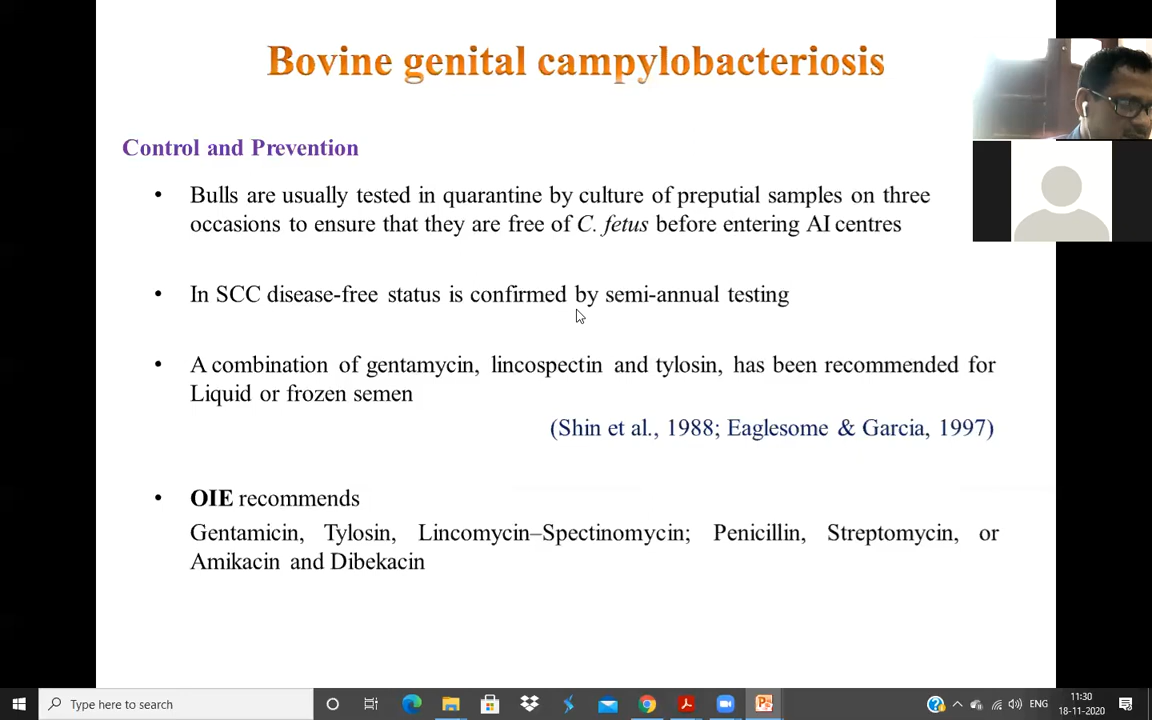 Bovine genital campylobacteriosis
Control and Prevention
• Bulls are usually tested in quarantine by culture of preputial samples on three
occasions to ensure that they are free of C. fetus before entering AI centres
• In SCC disease-free status is confirmed by semi-annual testing
• A combination of gentamycin, lincospectin and tylosin, has been recommended for
Liquid or frozen semen
(Shin et al., 1988; Eaglesome & Garcia, 1997)
• OIE recommends
Gentamicin, Tylosin, Lincomycin–Spectinomycin; Penicillin, Streptomycin, or
Amikacin and Dibekacin
Type here to search
ENG
11:30
18-11-2020